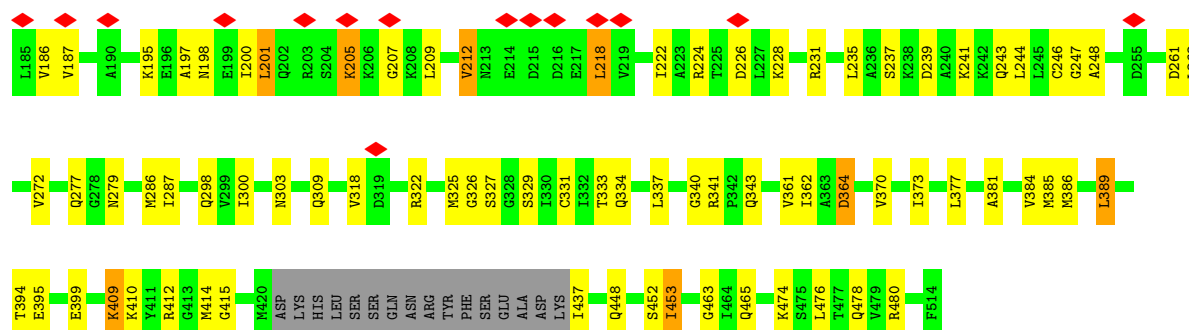 L185 V186 V187 A190 K195 E196 A197 N198 E199 I200 L201 Q202 R203 S204 K205 K206 G207 K208 L209 V212 N213 E214 D215 D216 E217 L218 V219 I222 A223 R224 T225 D226 L227 K228 R231 L235 A236 S237 K238 D239 A240 K241 K242 Q243 L244 L245 C246 G247 A248 D255 D261
V272 Q277 G278 N279 M286 I287 Q298 V299 I300 N303 Q309 V318 D319 R322 M325 G326 S327 G328 S329 I330 C331 I332 T333 Q334 L337 G340 R341 P342 Q343 V361 I362 A363 D364 V370 I373 L377 A381 V384 M385 M386 L389
T394 E395 E399 K409 K410 Y411 R412 G413 M414 G415 M420 ASP LYS HIS LEU SER SER GLN ASN ARG TYR PHE SER GLU ALA ASP LYS I437 Q448 S452 I453 G463 I464 Q465 K474 S475 L476 T477 Q478 V479 R480 F514